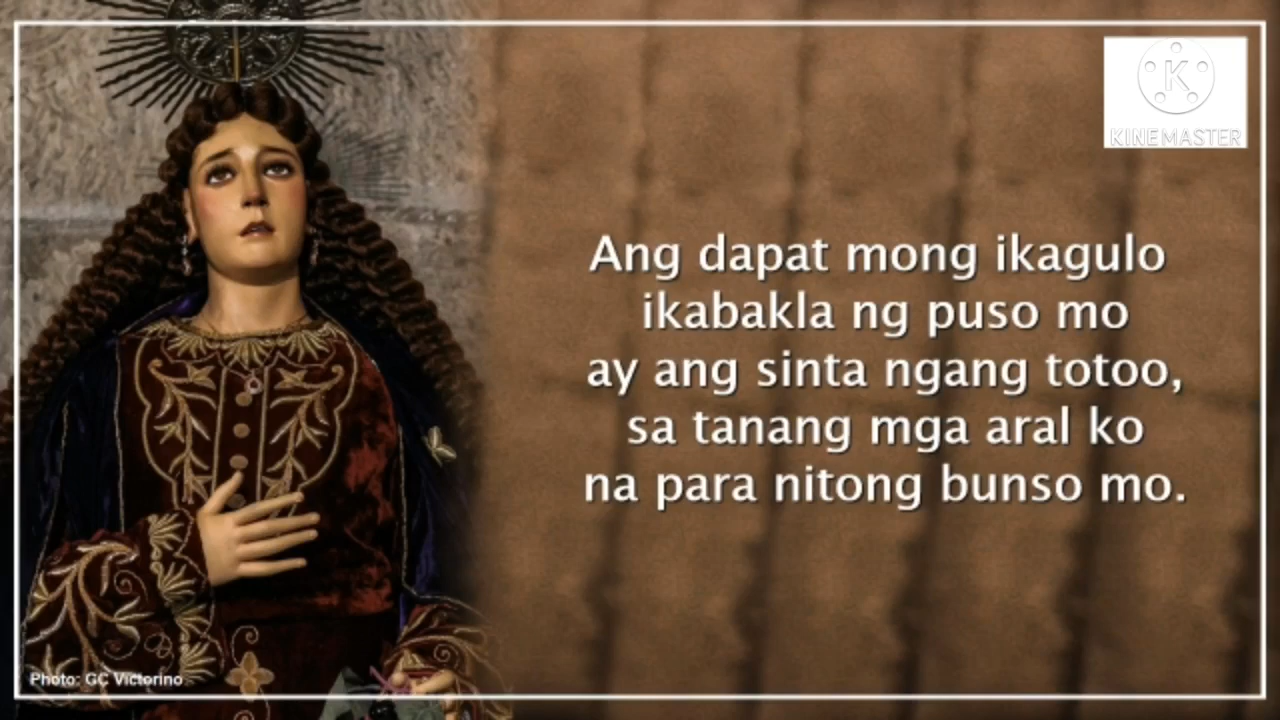 KINEMASTER
Ang dapat mong ikagulo
ikabakla ng puso mo
ay ang sinta ngang totoo,
sa tanang mga aral ko
na para nitong bunso mo.
Photo: GC Victorino